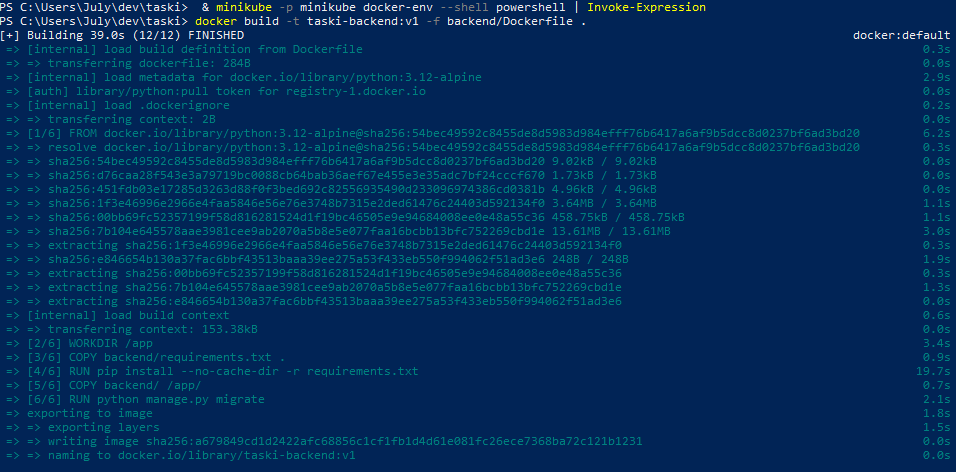 PS C:\Users\July\dev\taski>  & minikube -p minikube docker-env --shell powershell | Invoke-Expression
PS C:\Users\July\dev\taski> docker build -t taski-backend:v1 -f backend/Dockerfile .
[+] Building 39.0s (12/12) FINISHED docker:default
=> [internal] load build definition from Dockerfile 0.3s
=> => transferring dockerfile: 284B 0.0s
=> [internal] load metadata for docker.io/library/python:3.12-alpine 2.9s
=> [auth] library/python:pull token for registry-1.docker.io 0.0s
=> [internal] load .dockerignore 0.2s
=> => transferring context: 2B 0.0s
=> [1/6] FROM docker.io/library/python:3.12-alpine@sha256:54bec49592c8455de8d5983d984efff76b6417a6af9b5dcc8d0237bf6ad3bd20 6.2s
=> => resolve docker.io/library/python:3.12-alpine@sha256:54bec49592c8455de8d5983d984efff76b6417a6af9b5dcc8d0237bf6ad3bd20 0.3s
=> => sha256:54bec49592c8455de8d5983d984efff76b6417a6af9b5dcc8d0237bf6ad3bd20 9.02kB / 9.02kB 0.0s
=> => sha256:d76caa28f543e3a79719bc0088cb64bab36aef67e455e3e35adc7bf24cccf670 1.73kB / 1.73kB 0.0s
=> => sha256:451fdb03e17285d3263d88f0f3bed692c82556935490d233096974386cd0381b 4.96kB / 4.96kB 0.0s
=> => sha256:1f3e46996e2966e4faa5846e56e76e3748b7315e2ded61476c24403d592134f0 3.64MB / 3.64MB 1.1s
=> => sha256:00bb69fc52357199f58d816281524d1f19bc46505e9e94684008ee0e48a55c36 458.75kB / 458.75kB 1.1s
=> => sha256:7b104e645578aae3981cee9ab2070a5b8e5e077faa16bcbb13bfc752269cbd1e 13.61MB / 13.61MB 3.0s
=> => extracting sha256:1f3e46996e2966e4faa5846e56e76e3748b7315e2ded61476c24403d592134f0 0.3s
=> => sha256:e846654b130a37fac6bbf43513baaa39ee275a53f433eb550f994062f51ad3e6 248B / 248B 1.9s
=> => extracting sha256:00bb69fc52357199f58d816281524d1f19bc46505e9e94684008ee0e48a55c36 0.3s
=> => extracting sha256:7b104e645578aae3981cee9ab2070a5b8e5e077faa16bcbb13bfc752269cbd1e 1.3s
=> => extracting sha256:e846654b130a37fac6bbf43513baaa39ee275a53f433eb550f994062f51ad3e6 0.0s
=> [internal] load build context 0.6s
=> => transferring context: 153.38kB 0.0s
=> [2/6] WORKDIR /app 3.4s
=> [3/6] COPY backend/requirements.txt . 0.9s
=> [4/6] RUN pip install --no-cache-dir -r requirements.txt 19.7s
=> [5/6] COPY backend/ /app/ 0.7s
=> [6/6] RUN python manage.py migrate 2.1s
=> exporting to image 1.8s
=> => exporting layers 1.5s
=> => writing image sha256:a679849cd1d2422afc68856c1cf1fb1d4d61e081fc26ece7368ba72c121b1231 0.0s
=> => naming to docker.io/library/taski-backend:v1 0.0s